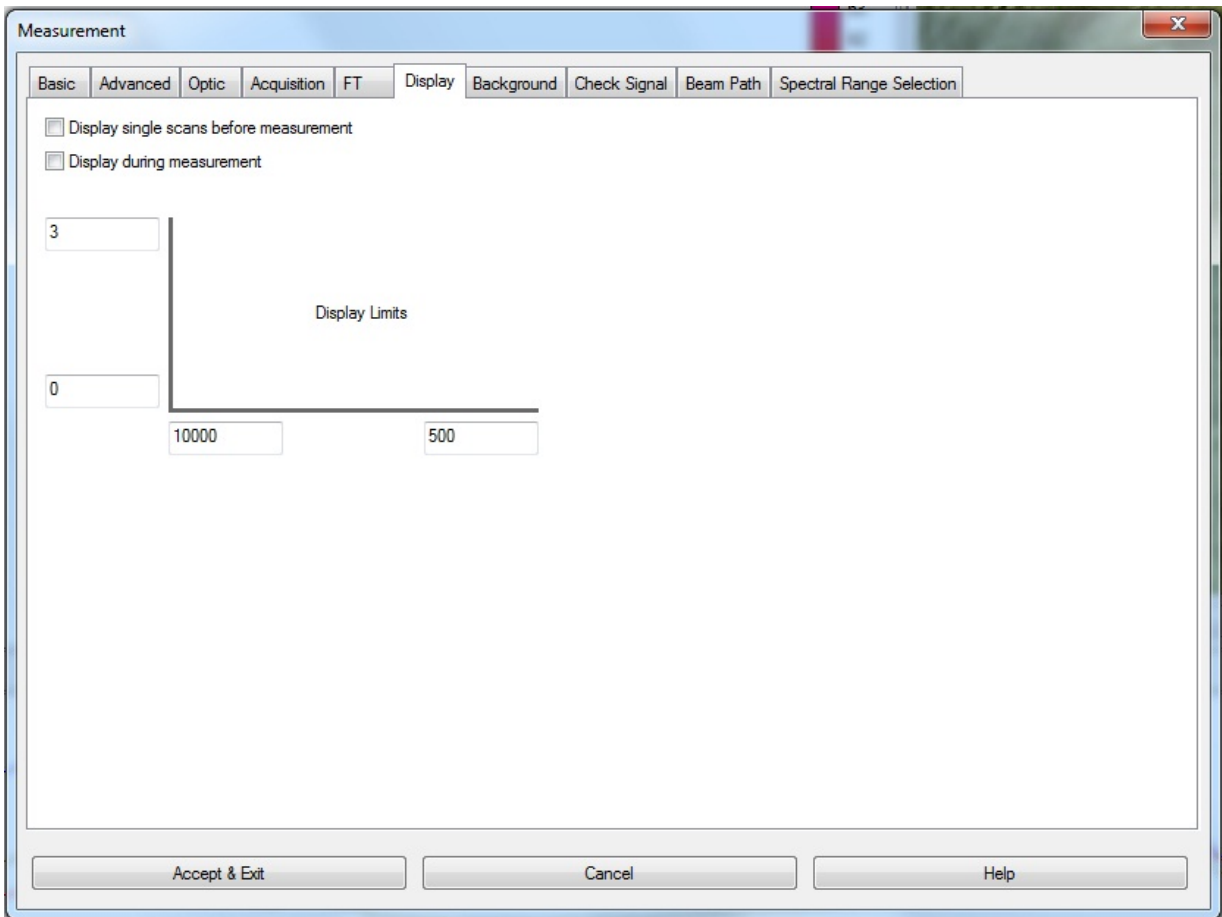 Measurement
Basic Advanced Optic Acquisition FT Display Background Check Signal Beam Path Spectral Range Selection
Display single scans before measurement
Display during measurement
3
Display Limits
0
10000 500
Accept & Exit Cancel Help